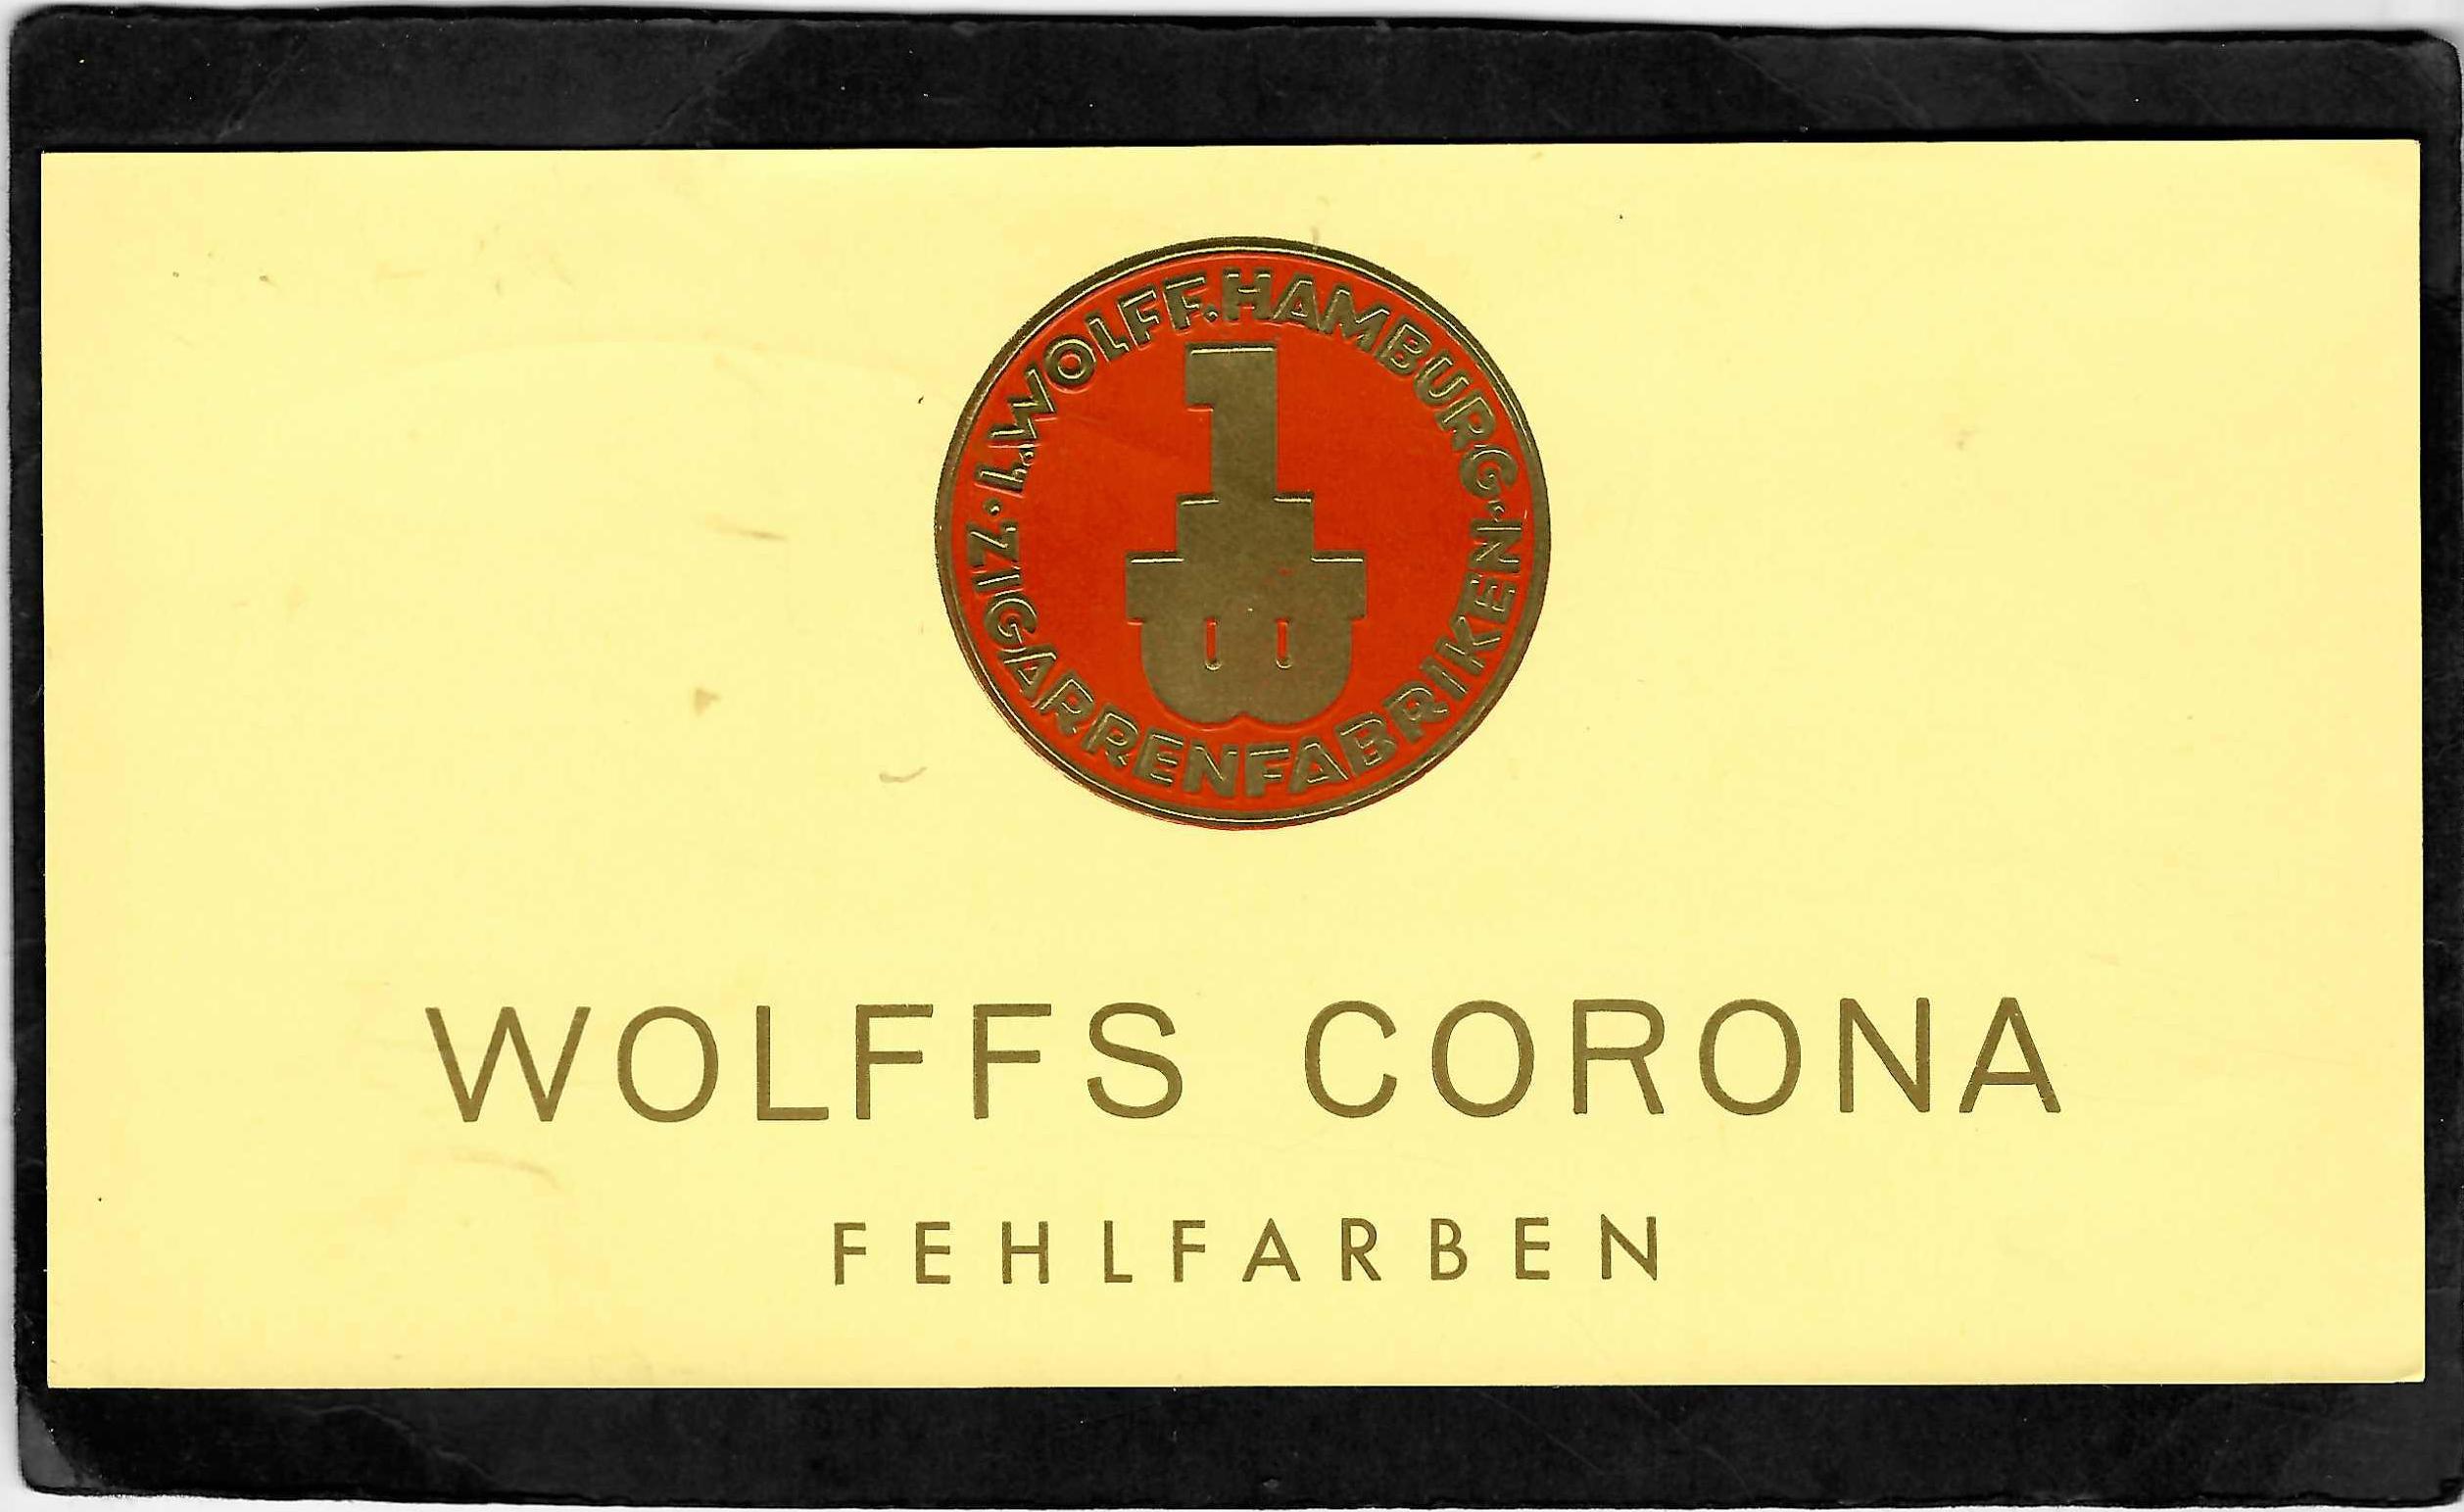 L.WOLFF.HAMBURG
ZIGARRENFABRIKEN
WOLFFS CORONA
FEHLFARBEN